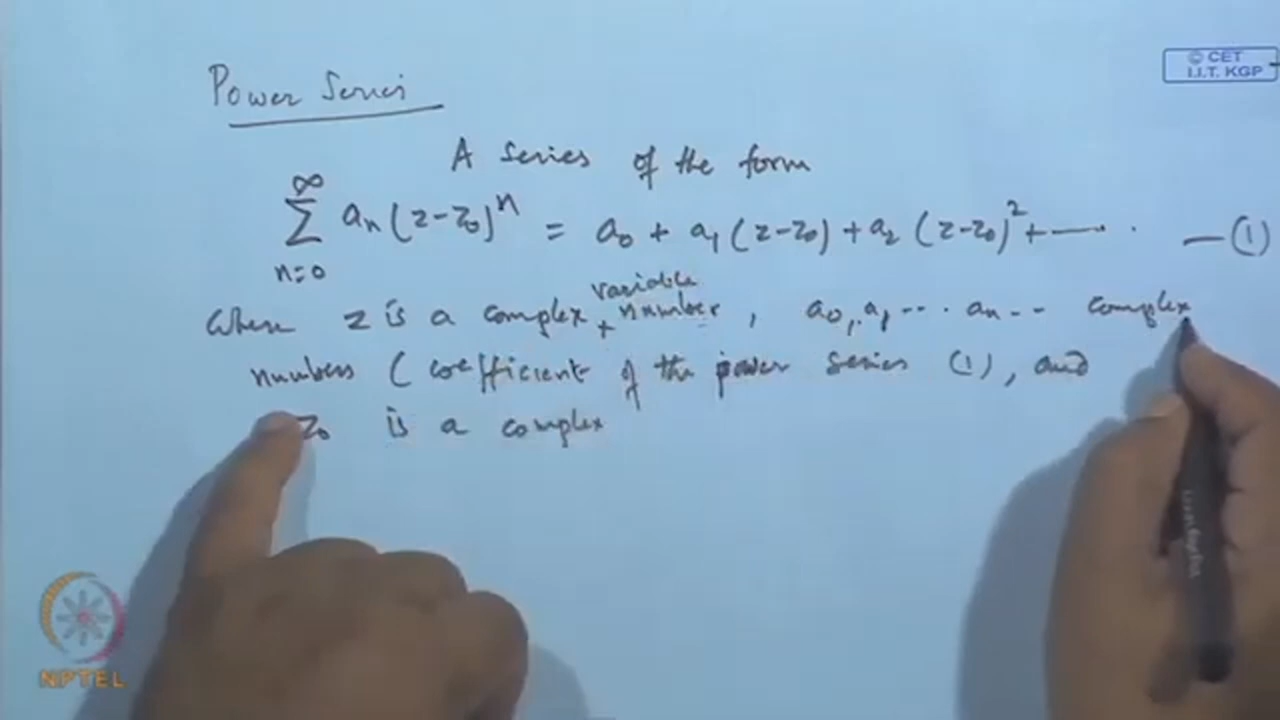 © CET
I.I.T. KGP
Power Series
A series of the form
∞
∑ aₙ(z-z₀)ⁿ = a₀ + a₁(z-z₀) + a₂(z-z₀)² + —— · —(1)
n=0
variable
where z is a complex + number, a₀, a₁ --- aₙ -- complex
numbers (coefficient of the power series (1), and
z₀ is a complex
NPTEL